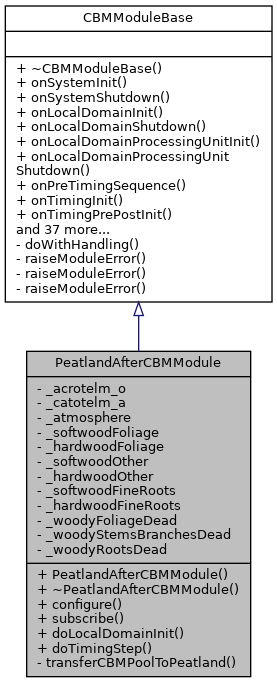 CBMModuleBase
+ ~CBMModuleBase()
+ onSystemInit()
+ onSystemShutdown()
+ onLocalDomainInit()
+ onLocalDomainShutdown()
+ onLocalDomainProcessingUnitInit()
+ onLocalDomainProcessingUnit
Shutdown()
+ onPreTimingSequence()
+ onTimingInit()
+ onTimingPrePostInit()
and 37 more...
- doWithHandling()
- raiseModuleError()
- raiseModuleError()
- raiseModuleError()
PeatlandAfterCBMModule
- _acrotelm_o
- _catotelm_a
- _atmosphere
- _softwoodFoliage
- _hardwoodFoliage
- _softwoodOther
- _hardwoodOther
- _softwoodFineRoots
- _hardwoodFineRoots
- _woodyFoliageDead
- _woodyStemsBranchesDead
- _woodyRootsDead
+ PeatlandAfterCBMModule()
+ ~PeatlandAfterCBMModule()
+ configure()
+ subscribe()
+ doLocalDomainInit()
+ doTimingStep()
- transferCBMPoolToPeatland()